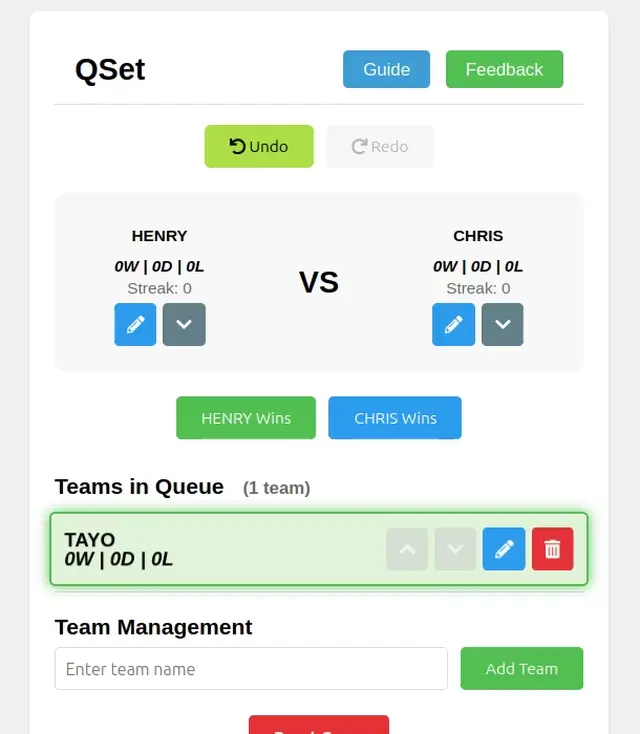 QSet
Guide
Feedback
Undo
Redo
HENRY
0W | 0D | 0L
Streak: 0
VS
CHRIS
0W | 0D | 0L
Streak: 0
HENRY Wins
CHRIS Wins
Teams in Queue (1 team)
TAYO
0W | 0D | 0L
Team Management
Enter team name
Add Team